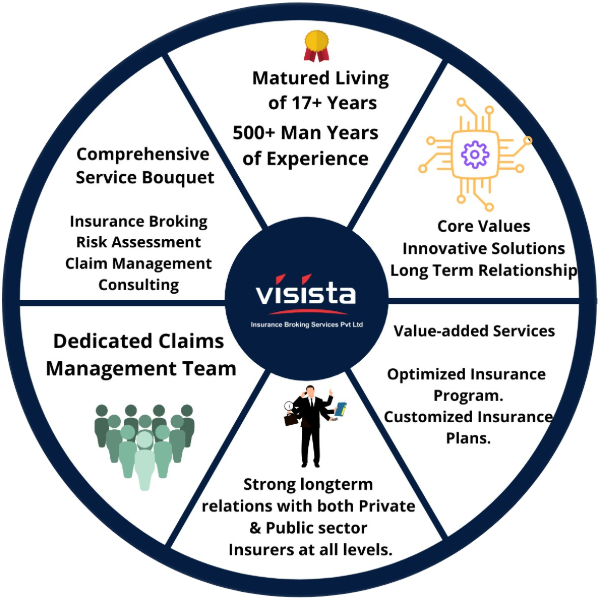 Matured Living
of 17+ Years
500+ Man Years
of Experience
Core Values
Innovative Solutions
Long Term Relationship
Value-added Services
Optimized Insurance
Program.
Customized Insurance
Plans.
Strong longterm
relations with both Private
& Public sector
Insurers at all levels.
Dedicated Claims
Management Team
Comprehensive
Service Bouquet
Insurance Broking
Risk Assessment
Claim Management
Consulting
visista
Insurance Broking Services Pvt Ltd